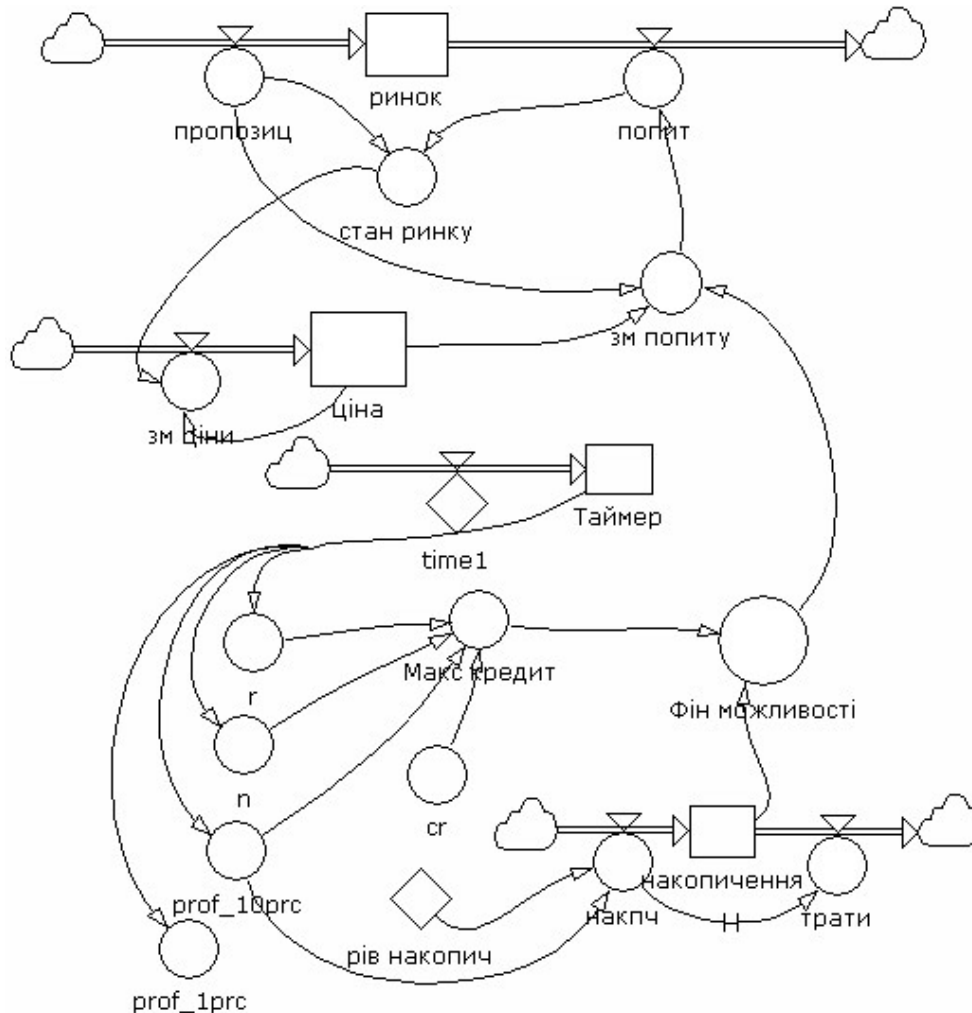 ринок
пропозиц
попит
стан ринку
зм попиту
ціна
зм ціни
Таймер
time1
r
Макс кредит
Фін можливості
n
cr
накопичення
prof_10prc
накпч
трати
рів накопич
prof_1prc